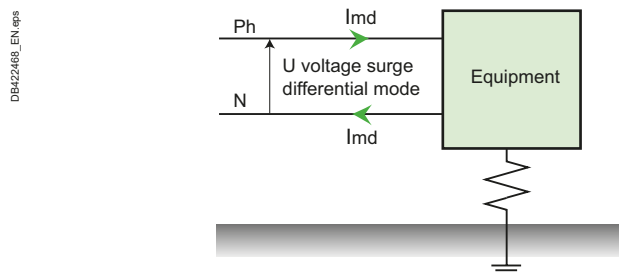 DB422468_EN.eps
Ph
Imd
U voltage surge
differential mode
Equipment
N
Imd